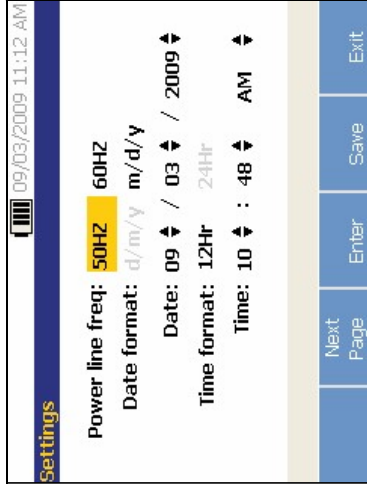 09/03/2009 11:12 AM
Settings
Power line freq: 50HZ 60HZ
Date format: d/m/y m/d/y
Date: 09 / 03 / 2009
Time format: 12Hr 24Hr
Time: 10 : 48 AM
Next Page Enter Save Exit